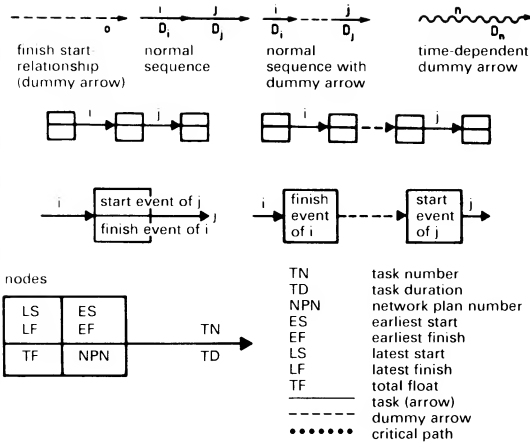 o
i j
D_i D_j
i j
D_i D_j
n
D_n
finish start-
relationship
(dummy arrow)
normal
sequence
normal
sequence with
dummy arrow
time-dependent
dummy arrow
i j
i j
i
start event of j
finish event of i
j
i
finish
event
of i
start
event
of j
j
nodes
LS ES
LF EF
TF NPN
TN
TD
TN task number
TD task duration
NPN network plan number
ES earliest start
EF earliest finish
LS latest start
LF latest finish
TF total float
task (arrow)
dummy arrow
critical path